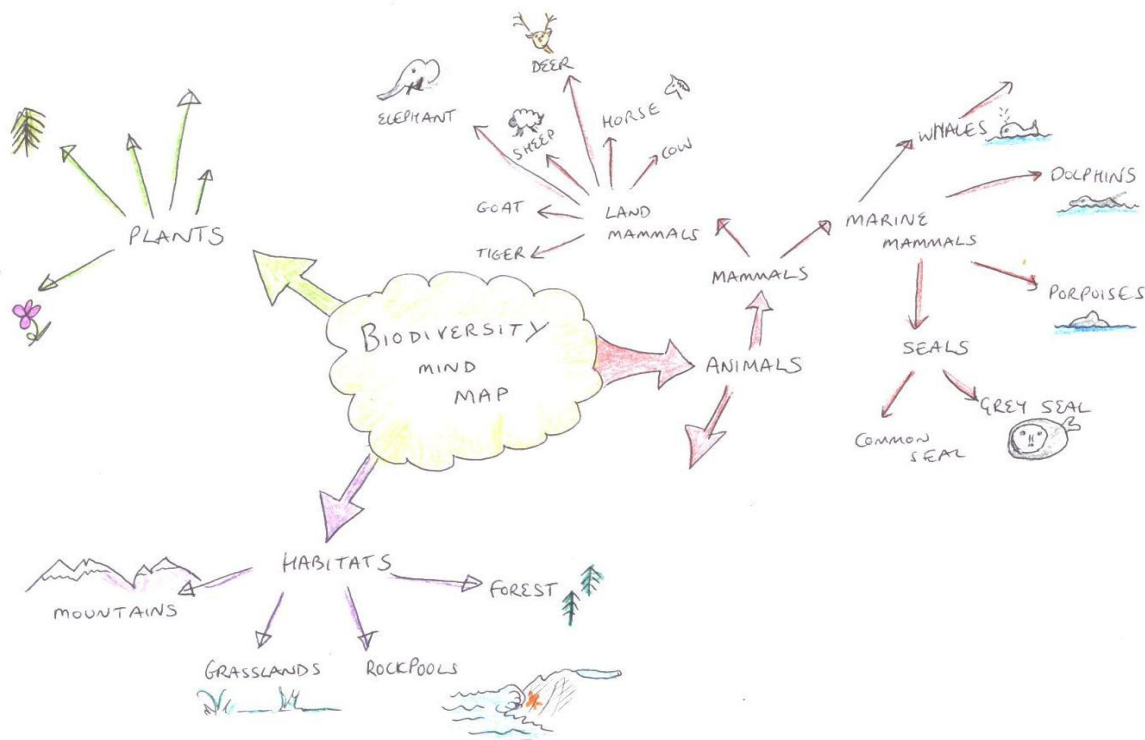 BIODIVERSITY
MIND
MAP
PLANTS
ELEPHANT
DEER
SHEEP
HORSE
COW
GOAT
TIGER
LAND
MAMMALS
MAMMALS
ANIMALS
MARINE
MAMMALS
WHALES
DOLPHINS
PORPOISES
SEALS
COMMON
SEAL
GREY SEAL
HABITATS
MOUNTAINS
GRASSLANDS
ROCKPOOLS
FOREST